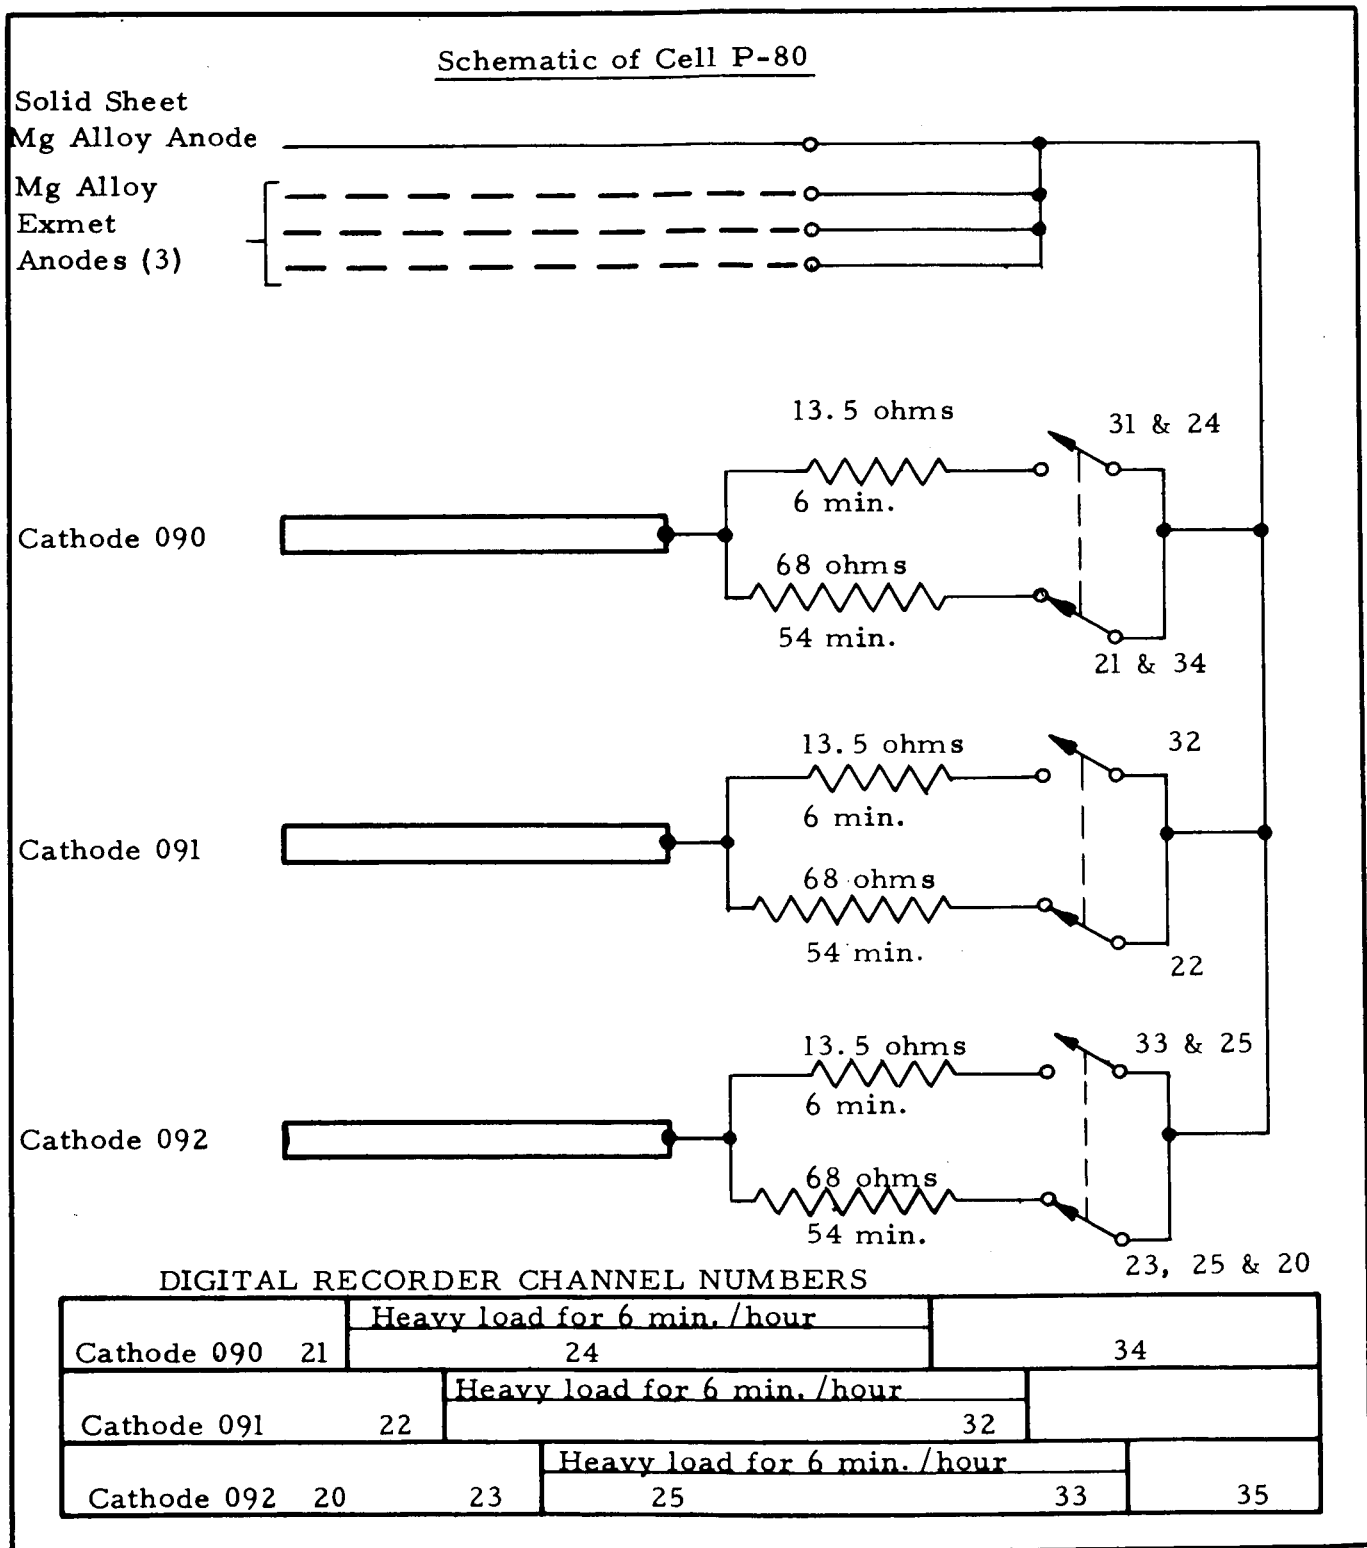 Schematic of Cell P-80
Solid Sheet
Mg Alloy Anode
Mg Alloy
Exmet
Anodes (3)
13.5 ohms
31 & 24
6 min.
Cathode 090
68 ohms
54 min.
21 & 34
13.5 ohms
32
6 min.
Cathode 091
68 ohms
54 min.
22
13.5 ohms
33 & 25
6 min.
Cathode 092
68 ohms
54 min.
23, 25 & 20
DIGITAL RECORDER CHANNEL NUMBERS
Heavy load for 6 min. /hour
Cathode 090 21 24 34
Heavy load for 6 min. /hour
Cathode 091 22 32
Heavy load for 6 min. /hour
Cathode 092 20 23 25 33 35